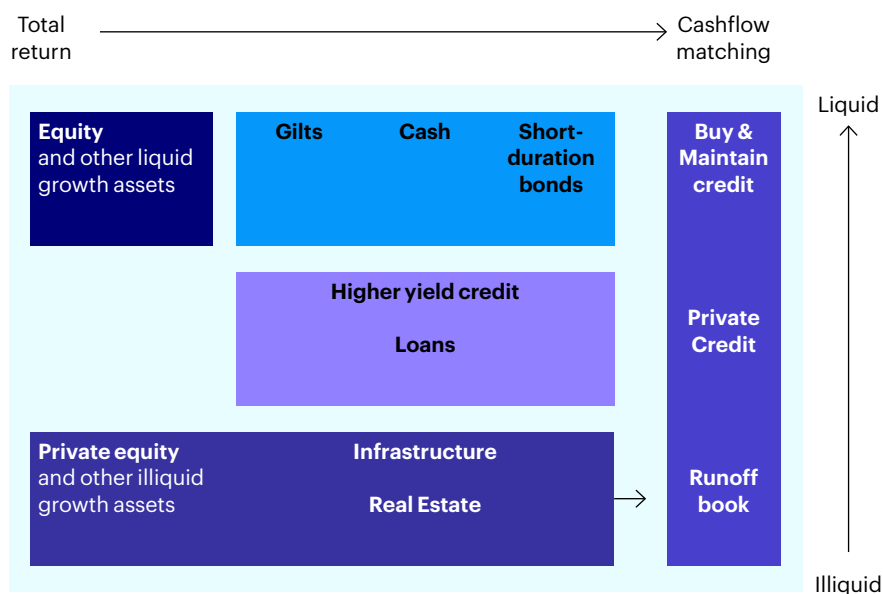 Total
return
Cashflow
matching
Liquid
Equity
and other liquid
growth assets
Gilts
Cash
Short-
duration
bonds
Buy &
Maintain
credit
Higher yield credit
Loans
Private
Credit
Private equity
and other illiquid
growth assets
Infrastructure
Real Estate
Runoff
book
Illiquid